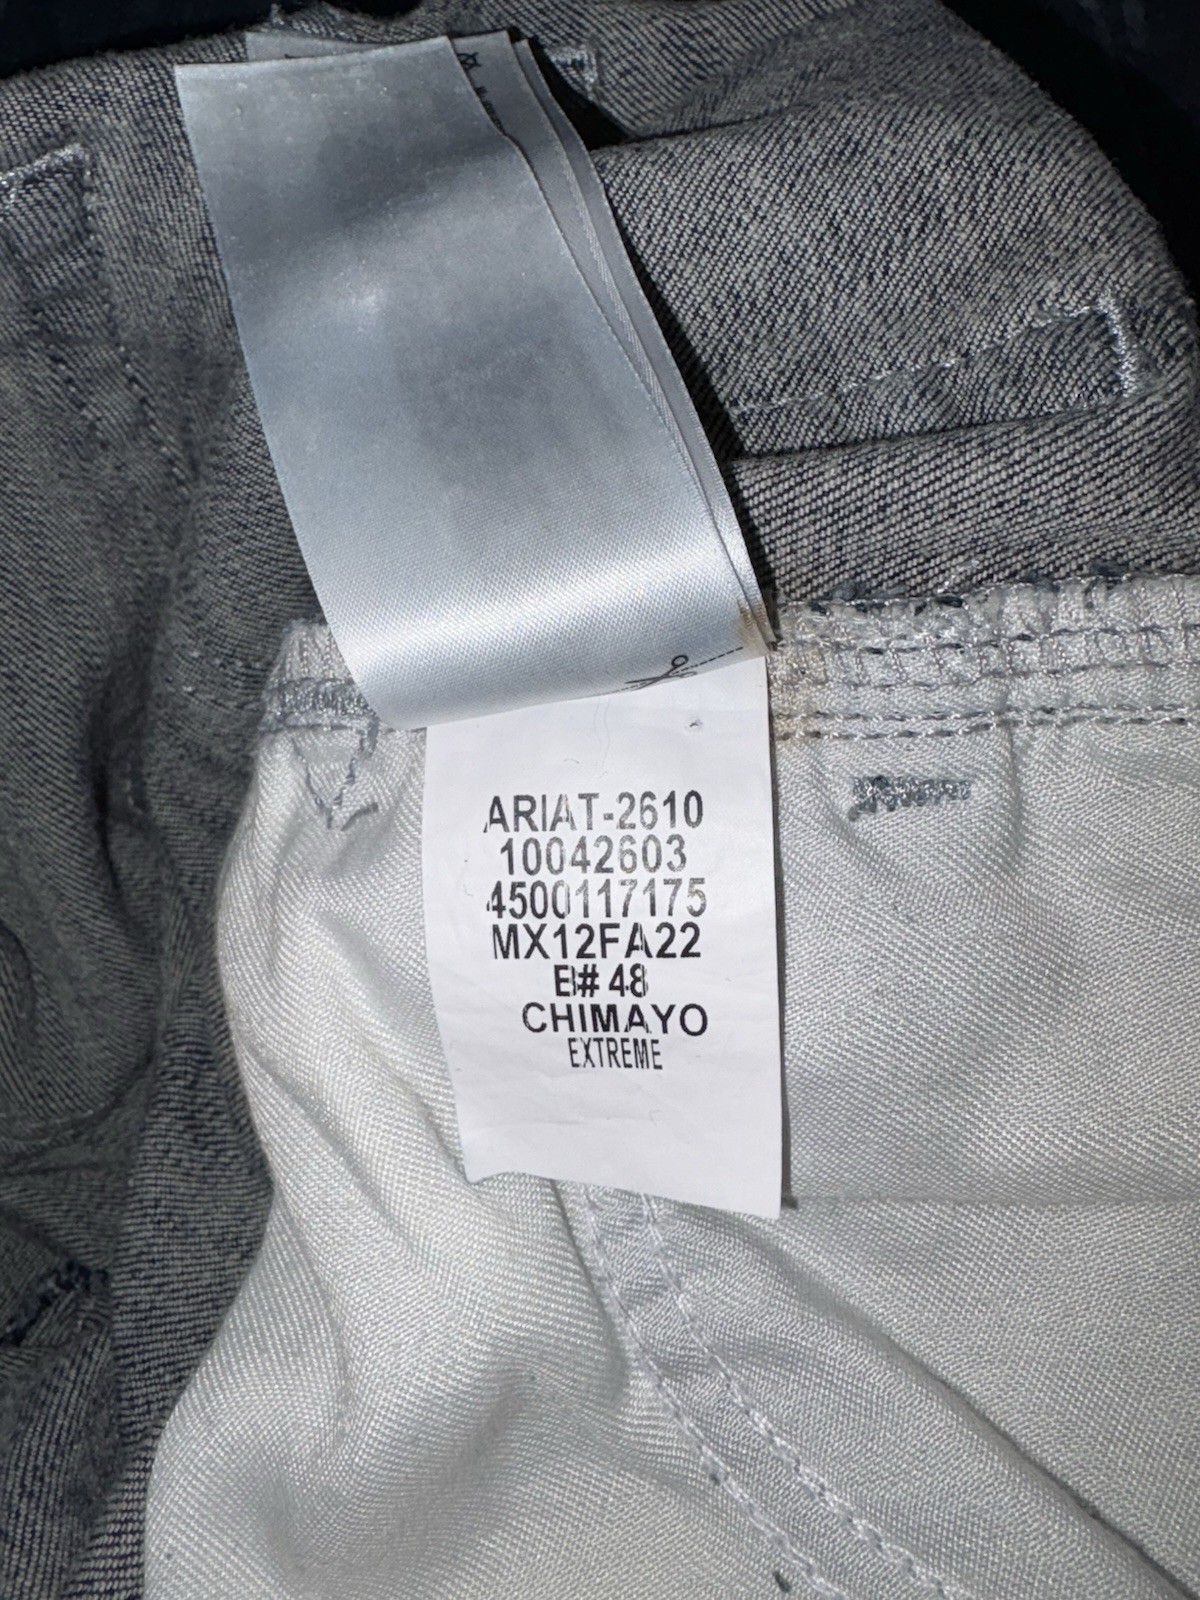 ARIAT-2610
10042603
4500117175
MX12FA22
B# 48
CHIMAYO
EXTREME